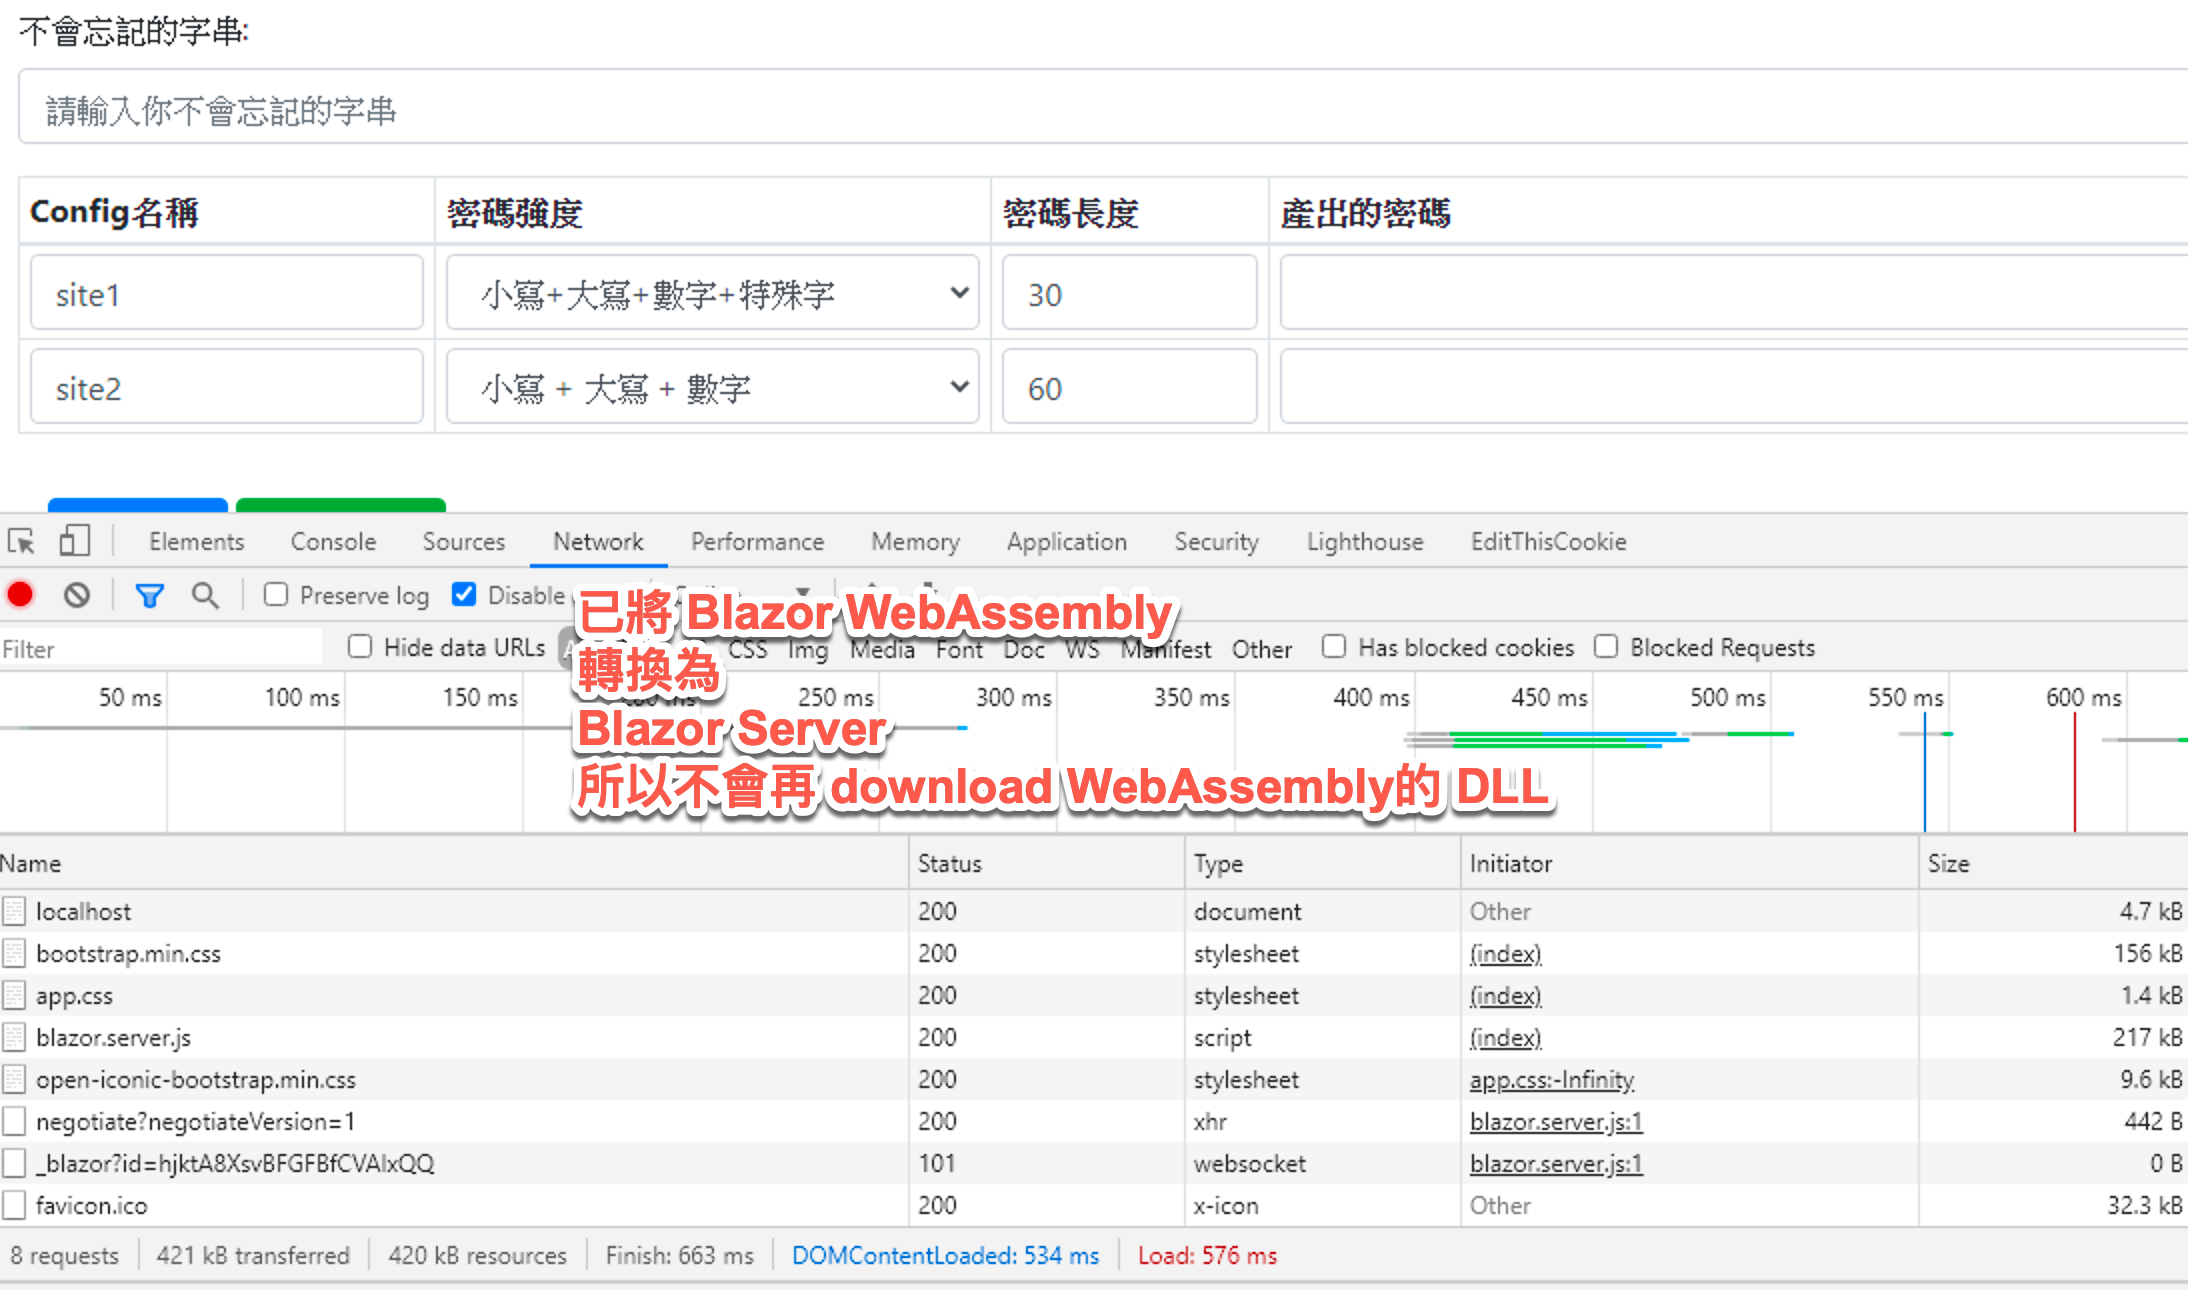 不會忘記的字串:
請輸入你不會忘記的字串
Config名稱 密碼強度 密碼長度 產出的密碼
site1 小寫+大寫+數字+特殊字 30
site2 小寫 + 大寫 + 數字 60
Elements Console Sources Network Performance Memory Application Security Lighthouse EditThisCookie
Preserve log Disable
已將 Blazor WebAssembly
轉換為
Blazor Server
所以不會再 download WebAssembly的 DLL
Filter Hide data URLs CSS Img Media Font Doc WS Manifest Other Has blocked cookies Blocked Requests
50 ms 100 ms 150 ms 250 ms 300 ms 350 ms 400 ms 450 ms 500 ms 550 ms 600 ms
Name Status Type Initiator Size
localhost 200 document Other 4.7 kB
bootstrap.min.css 200 stylesheet (index) 156 kB
app.css 200 stylesheet (index) 1.4 kB
blazor.server.js 200 script (index) 217 kB
open-iconic-bootstrap.min.css 200 stylesheet app.css:-Infinity 9.6 kB
negotiate?negotiateVersion=1 200 xhr blazor.server.js:1 442 B
_blazor?id=hjktA8XsvBFGFBfCVAlxQQ 101 websocket blazor.server.js:1 0 B
favicon.ico 200 x-icon Other 32.3 kB
8 requests 421 kB transferred 420 kB resources Finish: 663 ms DOMContentLoaded: 534 ms Load: 576 ms